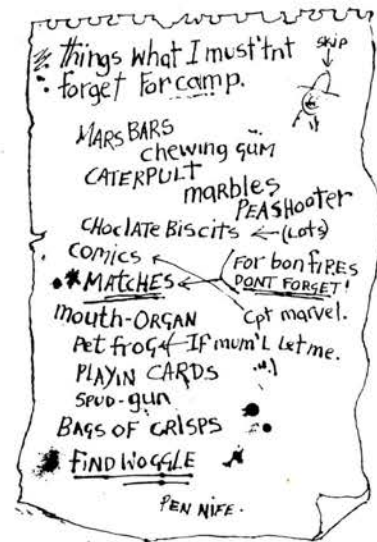 things what I must'tnt
forget for camp.
skip
MARS BARS
chewing gum
CATERPULT
marbles
PEASHOOTER
CHOCLATE BISCITS (LOTS)
COMICS
*MATCHES
For bonfires
DONT FORGET!
mouth-ORGAN
cpt marvel.
Pet frog IF mum'l let me.
PLAYIN CARDS
SPUD-gun
BAGS OF CRISPS
FIND WOGGLE
PEN NIFE.